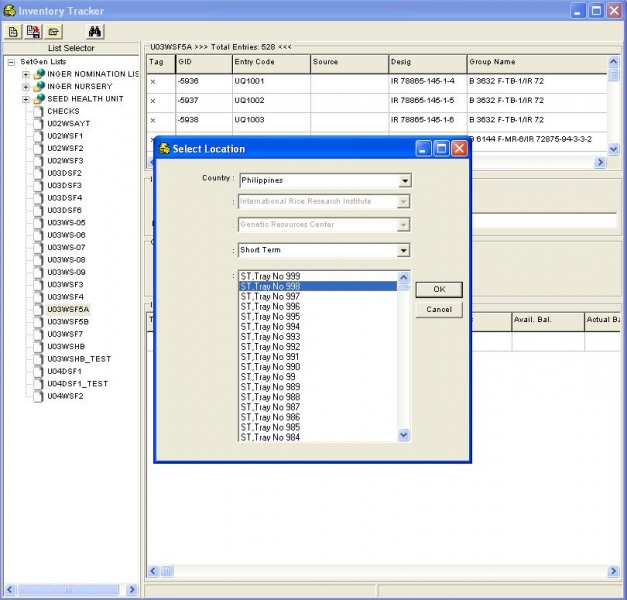 Inventory Tracker
List Selector
SetGen Lists
INGER NOMINATION LIS
INGER NURSERY
SEED HEALTH UNIT
CHECKS
U02WSAYT
U02WSF1
U02WSF2
U02WSF3
U03DSF2
U03DSF3
U03DSF4
U03DSF6
U03WS-05
U03WS-06
U03WS-07
U03WS-08
U03WS-09
U03WSF3
U03WSF4
U03WSF5A
U03WSF5B
U03WSF7
U03WSHB
U03WSHB_TEST
U04DSF1
U04DSF1_TEST
U04WSF2
U03WSF5A >>> Total Entries: 528 <<<
Tag GID Entry Code Source Desig Group Name
x -5936 UQ1001 IR 78865-145-1-4 B 3632 F-TB-1/IR 72
x -5937 UQ1002 IR 78865-145-1-5 B 3632 F-TB-1/IR 72
x -5938 UQ1003 IR 78865-145-1-6 B 3632 F-TB-1/IR 72
6144 F-MR-6/IR 72875-94-3-3-2
Select Location
Country : Philippines
: International Rice Research Institute
: Genetic Resources Center
: Short Term
:
ST,Tray No 999
ST,Tray No 998
ST,Tray No 997
ST,Tray No 996
ST,Tray No 995
ST,Tray No 994
ST,Tray No 993
ST,Tray No 992
ST,Tray No 991
ST,Tray No 990
ST,Tray No 99
ST,Tray No 989
ST,Tray No 988
ST,Tray No 987
ST,Tray No 986
ST,Tray No 985
ST,Tray No 984
OK
Cancel
Avail. Bal. Actual Ba